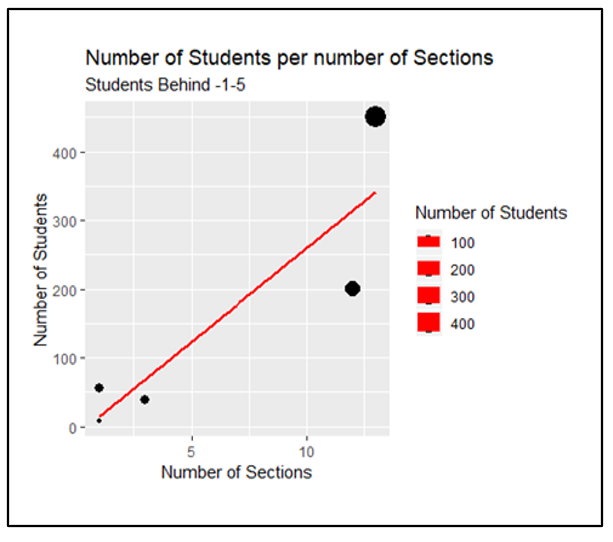 Number of Students per number of Sections
Students Behind -1-5
Number of Students
400
300
200
100
0
5
10
Number of Sections
Number of Students
100
200
300
400